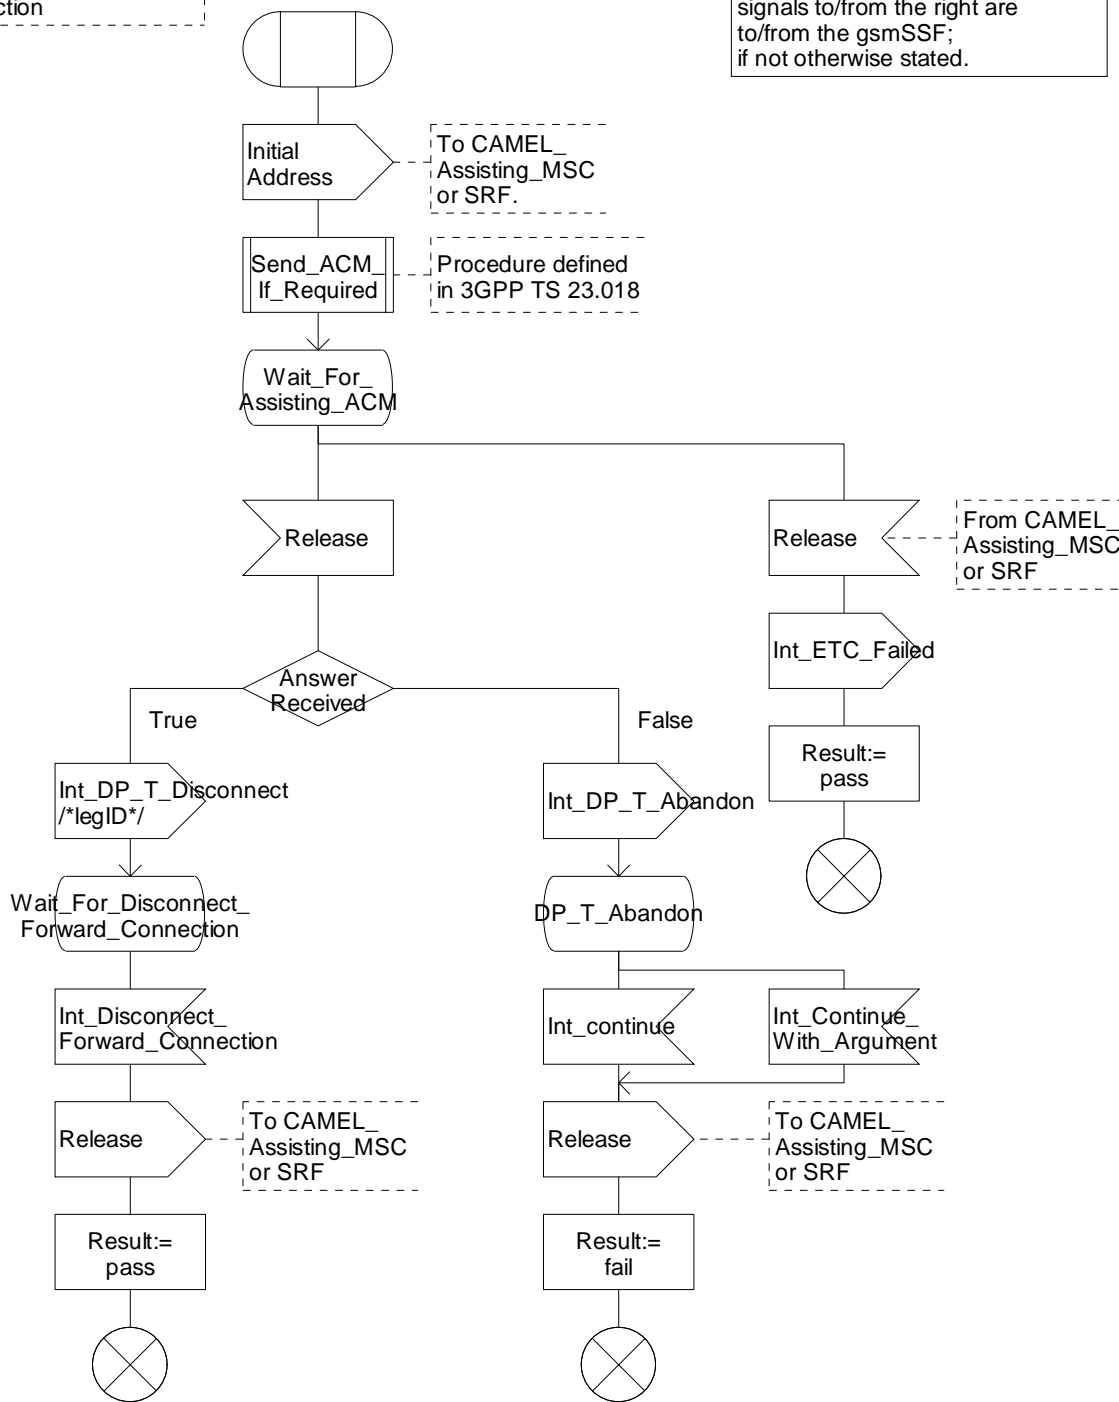 signals to/from the right are
to/from the gsmSSF;
if not otherwise stated.
Initial
Address
To CAMEL_
Assisting_MSC
or SRF.
Send_ACM_
If_Required
Procedure defined
in 3GPP TS 23.018
Wait_For_
Assisting_ACM
Release
Release
From CAMEL_
Assisting_MSC
or SRF
Int_ETC_Failed
Answer
Received
True
False
Result:=
pass
Int_DP_T_Disconnect
/*legID*/
Int_DP_T_Abandon
Wait_For_Disconnect_
Forward_Connection
DP_T_Abandon
Int_Disconnect_
Forward_Connection
Int_continue
Int_Continue_
With_Argument
Release
To CAMEL_
Assisting_MSC
or SRF
Release
To CAMEL_
Assisting_MSC
or SRF
Result:=
pass
Result:=
fail